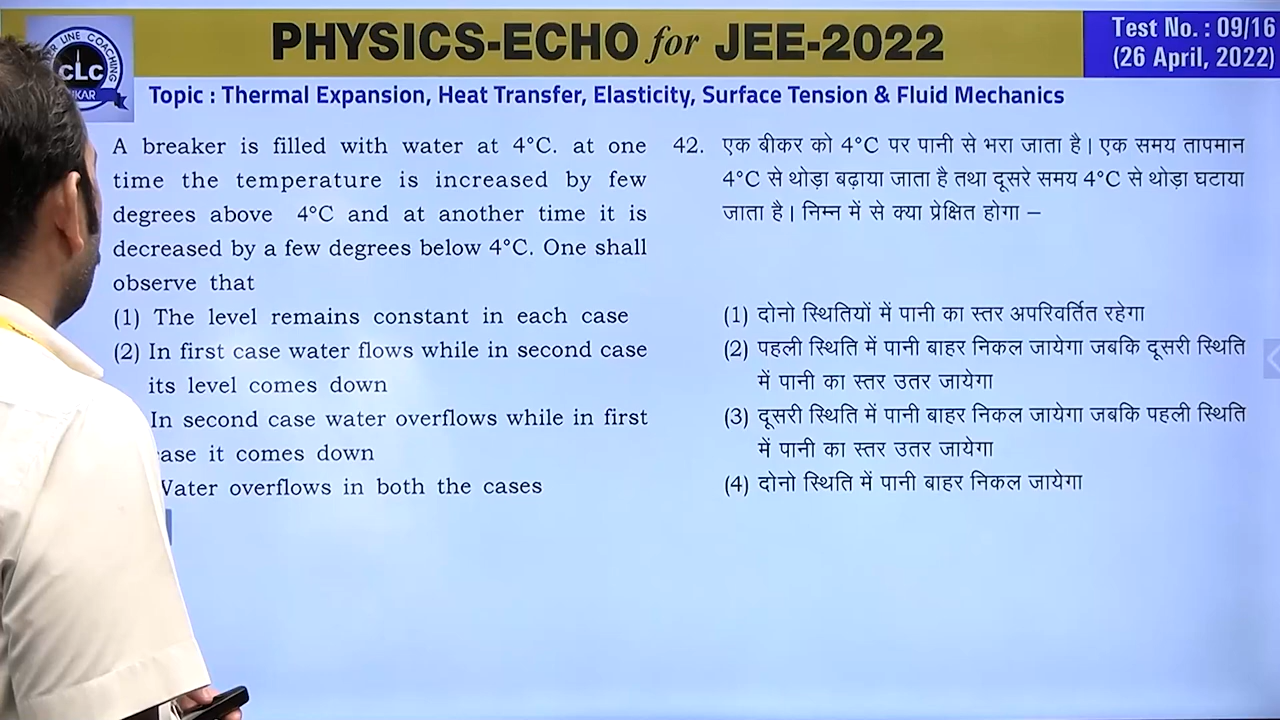 PHYSICS-ECHO for JEE-2022
Test No. : 09/16
(26 April, 2022)
LINE COACHING
CLC
Topic : Thermal Expansion, Heat Transfer, Elasticity, Surface Tension & Fluid Mechanics
A breaker is filled with water at 4°C. at one
time the temperature is increased by few
degrees above 4°C and at another time it is
decreased by a few degrees below 4°C. One shall
observe that
(1) The level remains constant in each case
(2) In first case water flows while in second case
its level comes down
In second case water overflows while in first
case it comes down
Water overflows in both the cases
42. एक बीकर को 4°C पर पानी से भरा जाता है। एक समय तापमान
4°C से थोड़ा बढ़ाया जाता है तथा दूसरे समय 4°C से थोड़ा घटाया
जाता है। निम्न में से क्या प्रेक्षित होगा –
(1) दोनो स्थितियों में पानी का स्तर अपरिवर्तित रहेगा
(2) पहली स्थिति में पानी बाहर निकल जायेगा जबकि दूसरी स्थिति
में पानी का स्तर उतर जायेगा
(3) दूसरी स्थिति में पानी बाहर निकल जायेगा जबकि पहली स्थिति
में पानी का स्तर उतर जायेगा
(4) दोनो स्थिति में पानी बाहर निकल जायेगा